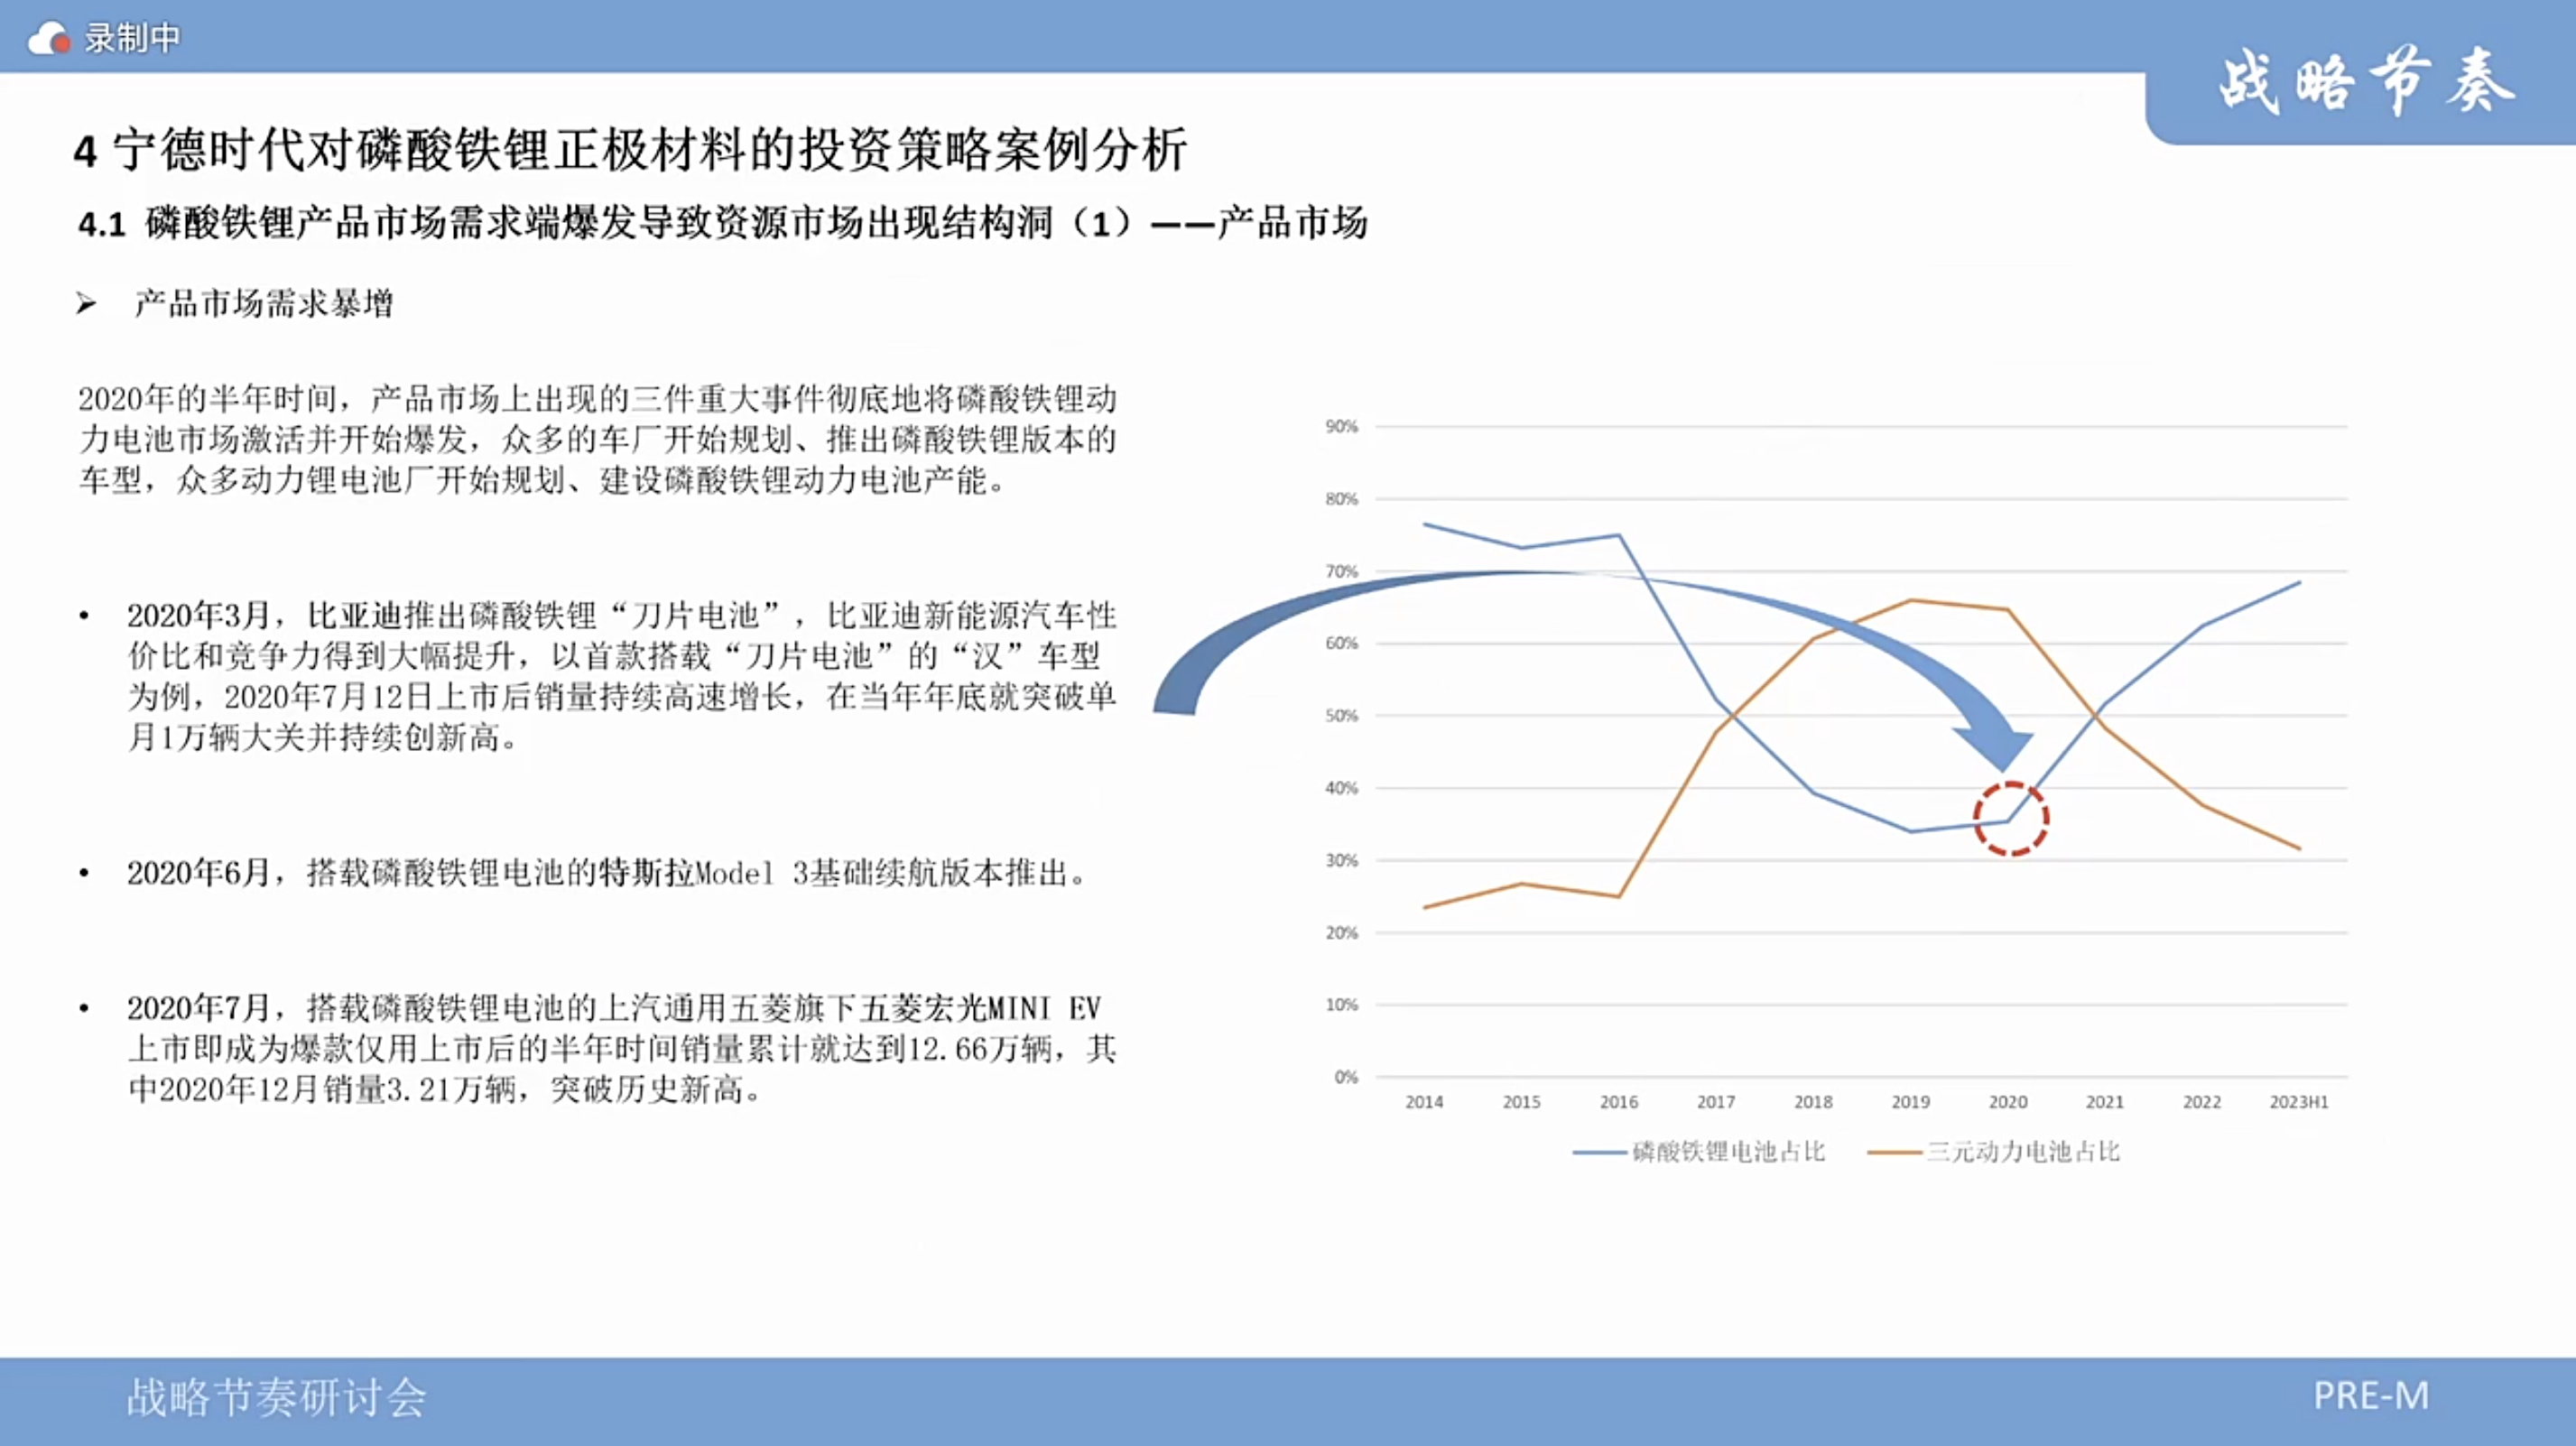 录制中
战略节奏
4 宁德时代对磷酸铁锂正极材料的投资策略案例分析
4.1 磷酸铁锂产品市场需求端爆发导致资源市场出现结构洞（1）——产品市场
➢ 产品市场需求暴增
2020年的半年时间，产品市场上出现的三件重大事件彻底地将磷酸铁锂动
力电池市场激活并开始爆发，众多的车厂开始规划、推出磷酸铁锂版本的
车型，众多动力锂电池厂开始规划、建设磷酸铁锂动力电池产能。
• 2020年3月，比亚迪推出磷酸铁锂“刀片电池”，比亚迪新能源汽车性
价比和竞争力得到大幅提升，以首款搭载“刀片电池”的“汉”车型
为例，2020年7月12日上市后销量持续高速增长，在当年年底就突破单
月1万辆大关并持续创新高。
• 2020年6月，搭载磷酸铁锂电池的特斯拉Model 3基础续航版本推出。
• 2020年7月，搭载磷酸铁锂电池的上汽通用五菱旗下五菱宏光MINI EV
上市即成为爆款仅用上市后的半年时间销量累计就达到12.66万辆，其
中2020年12月销量3.21万辆，突破历史新高。
90%
80%
70%
60%
50%
40%
30%
20%
10%
0%
2014 2015 2016 2017 2018 2019 2020 2021 2022 2023H1
磷酸铁锂电池占比 三元动力电池占比
战略节奏研讨会
PRE-M